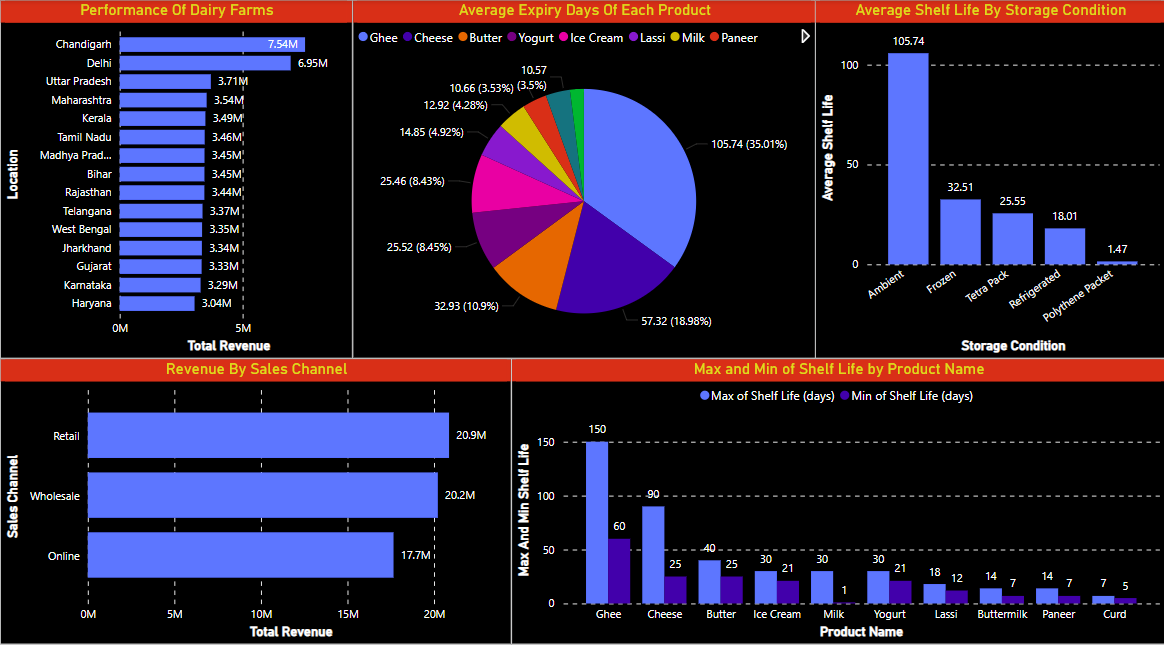 Performance Of Dairy Farms
Location
Chandigarh 7.54M
Delhi 6.95M
Uttar Pradesh 3.71M
Maharashtra 3.54M
Kerala 3.49M
Tamil Nadu 3.46M
Madhya Prad... 3.45M
Bihar 3.45M
Rajasthan 3.44M
Telangana 3.37M
West Bengal 3.35M
Jharkhand 3.34M
Gujarat 3.33M
Karnataka 3.29M
Haryana 3.04M
0M 5M
Total Revenue
Average Expiry Days Of Each Product
Ghee Cheese Butter Yogurt Ice Cream Lassi Milk Paneer
105.74 (35.01%)
57.32 (18.98%)
32.93 (10.9%)
25.52 (8.45%)
25.46 (8.43%)
14.85 (4.92%)
12.92 (4.28%)
10.66 (3.53%)
10.57
(3.5%)
Average Shelf Life By Storage Condition
Average Shelf Life
100
50
0
105.74
32.51
25.55
18.01
1.47
Ambient
Frozen
Tetra Pack
Refrigerated
Polythene Packet
Storage Condition
Revenue By Sales Channel
Sales Channel
Retail 20.9M
Wholesale 20.2M
Online 17.7M
0M 5M 10M 15M 20M
Total Revenue
Max and Min of Shelf Life by Product Name
Max of Shelf Life (days) Min of Shelf Life (days)
Max And Min Shelf Life
150
100
50
0
150 60 90 25 40 25 30 21 30 1 30 21 18 12 14 7 14 7 7 5
Ghee Cheese Butter Ice Cream Milk Yogurt Lassi Buttermilk Paneer Curd
Product Name